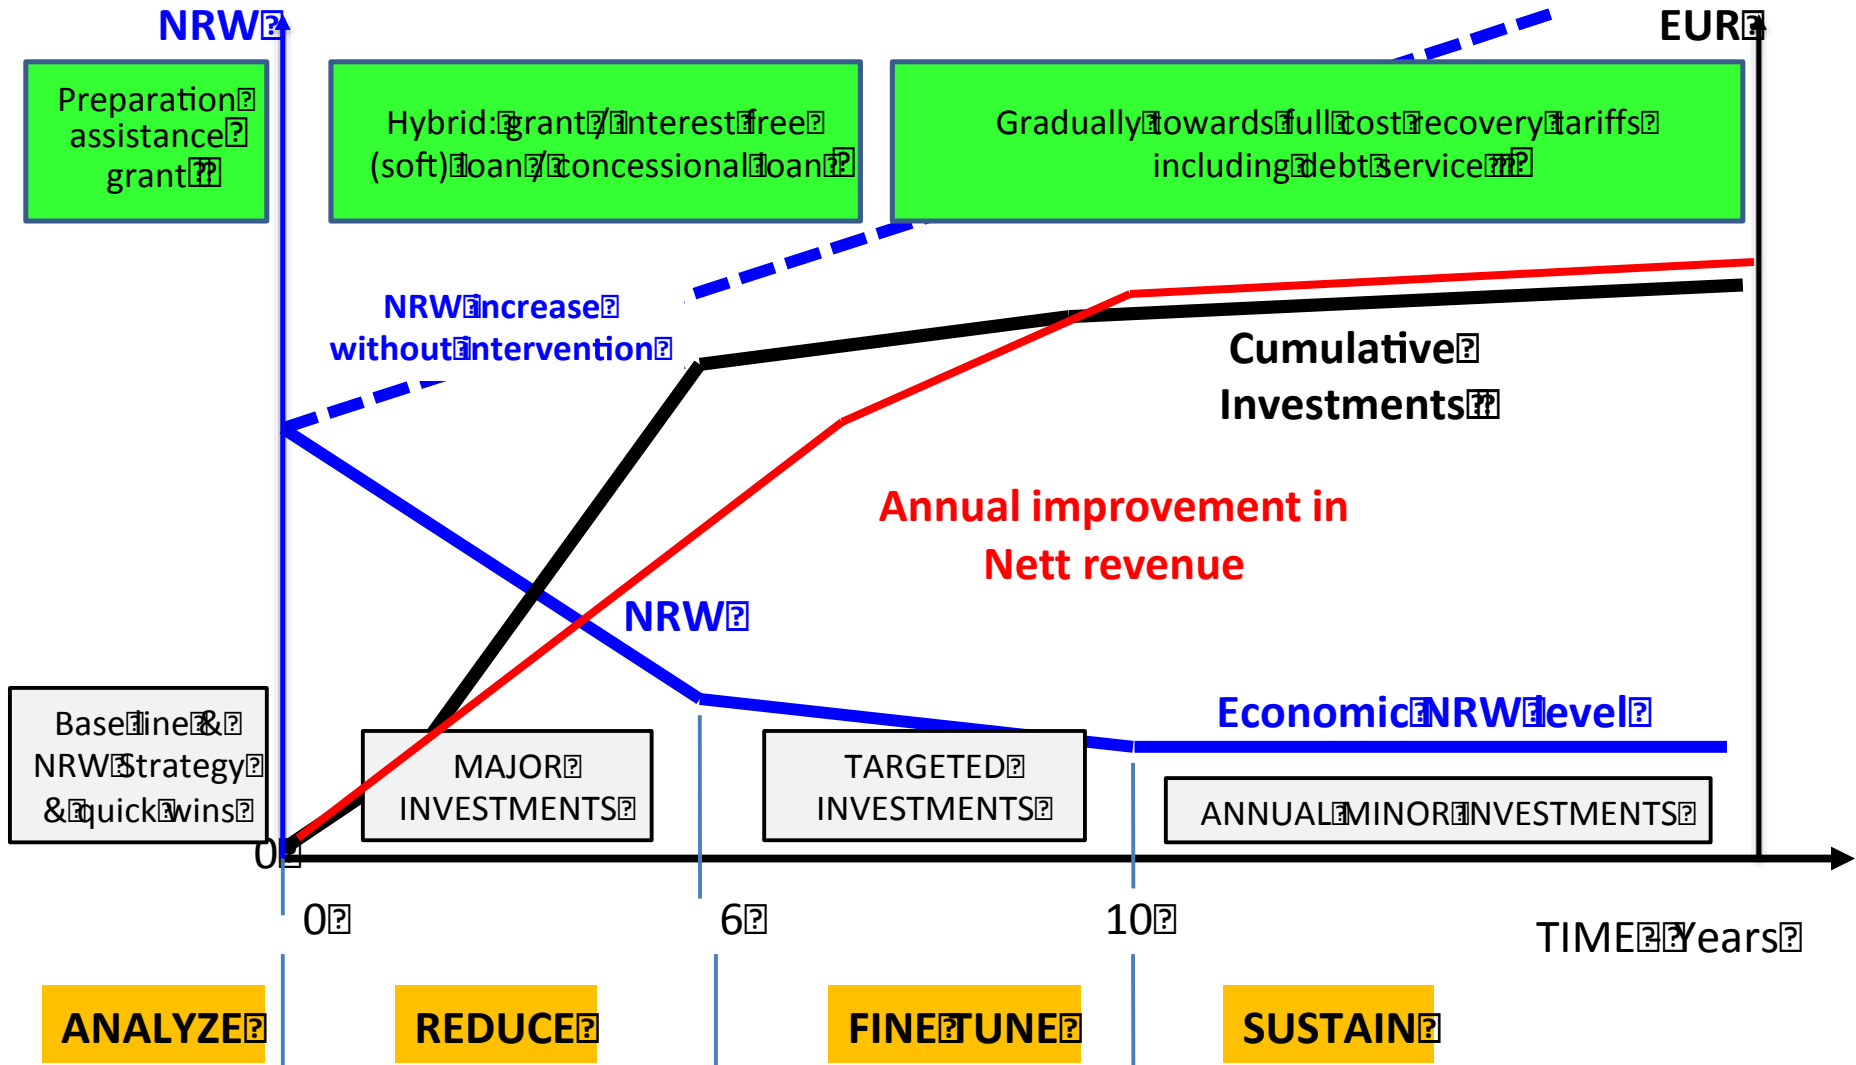 NRW
EUR
Preparation
assistance
grant
Hybrid: grant / interest free
(soft) loan / concessional loan
Gradually towards full cost recovery tariffs
including debt service
NRW increase
without intervention
Cumulative
Investments
Annual improvement in
Nett revenue
NRW
Economic NRW level
Base line &
NRW Strategy
& quick wins
MAJOR
INVESTMENTS
TARGETED
INVESTMENTS
ANNUAL MINOR INVESTMENTS
0
0
6
10
TIME - Years
ANALYZE
REDUCE
FINE TUNE
SUSTAIN